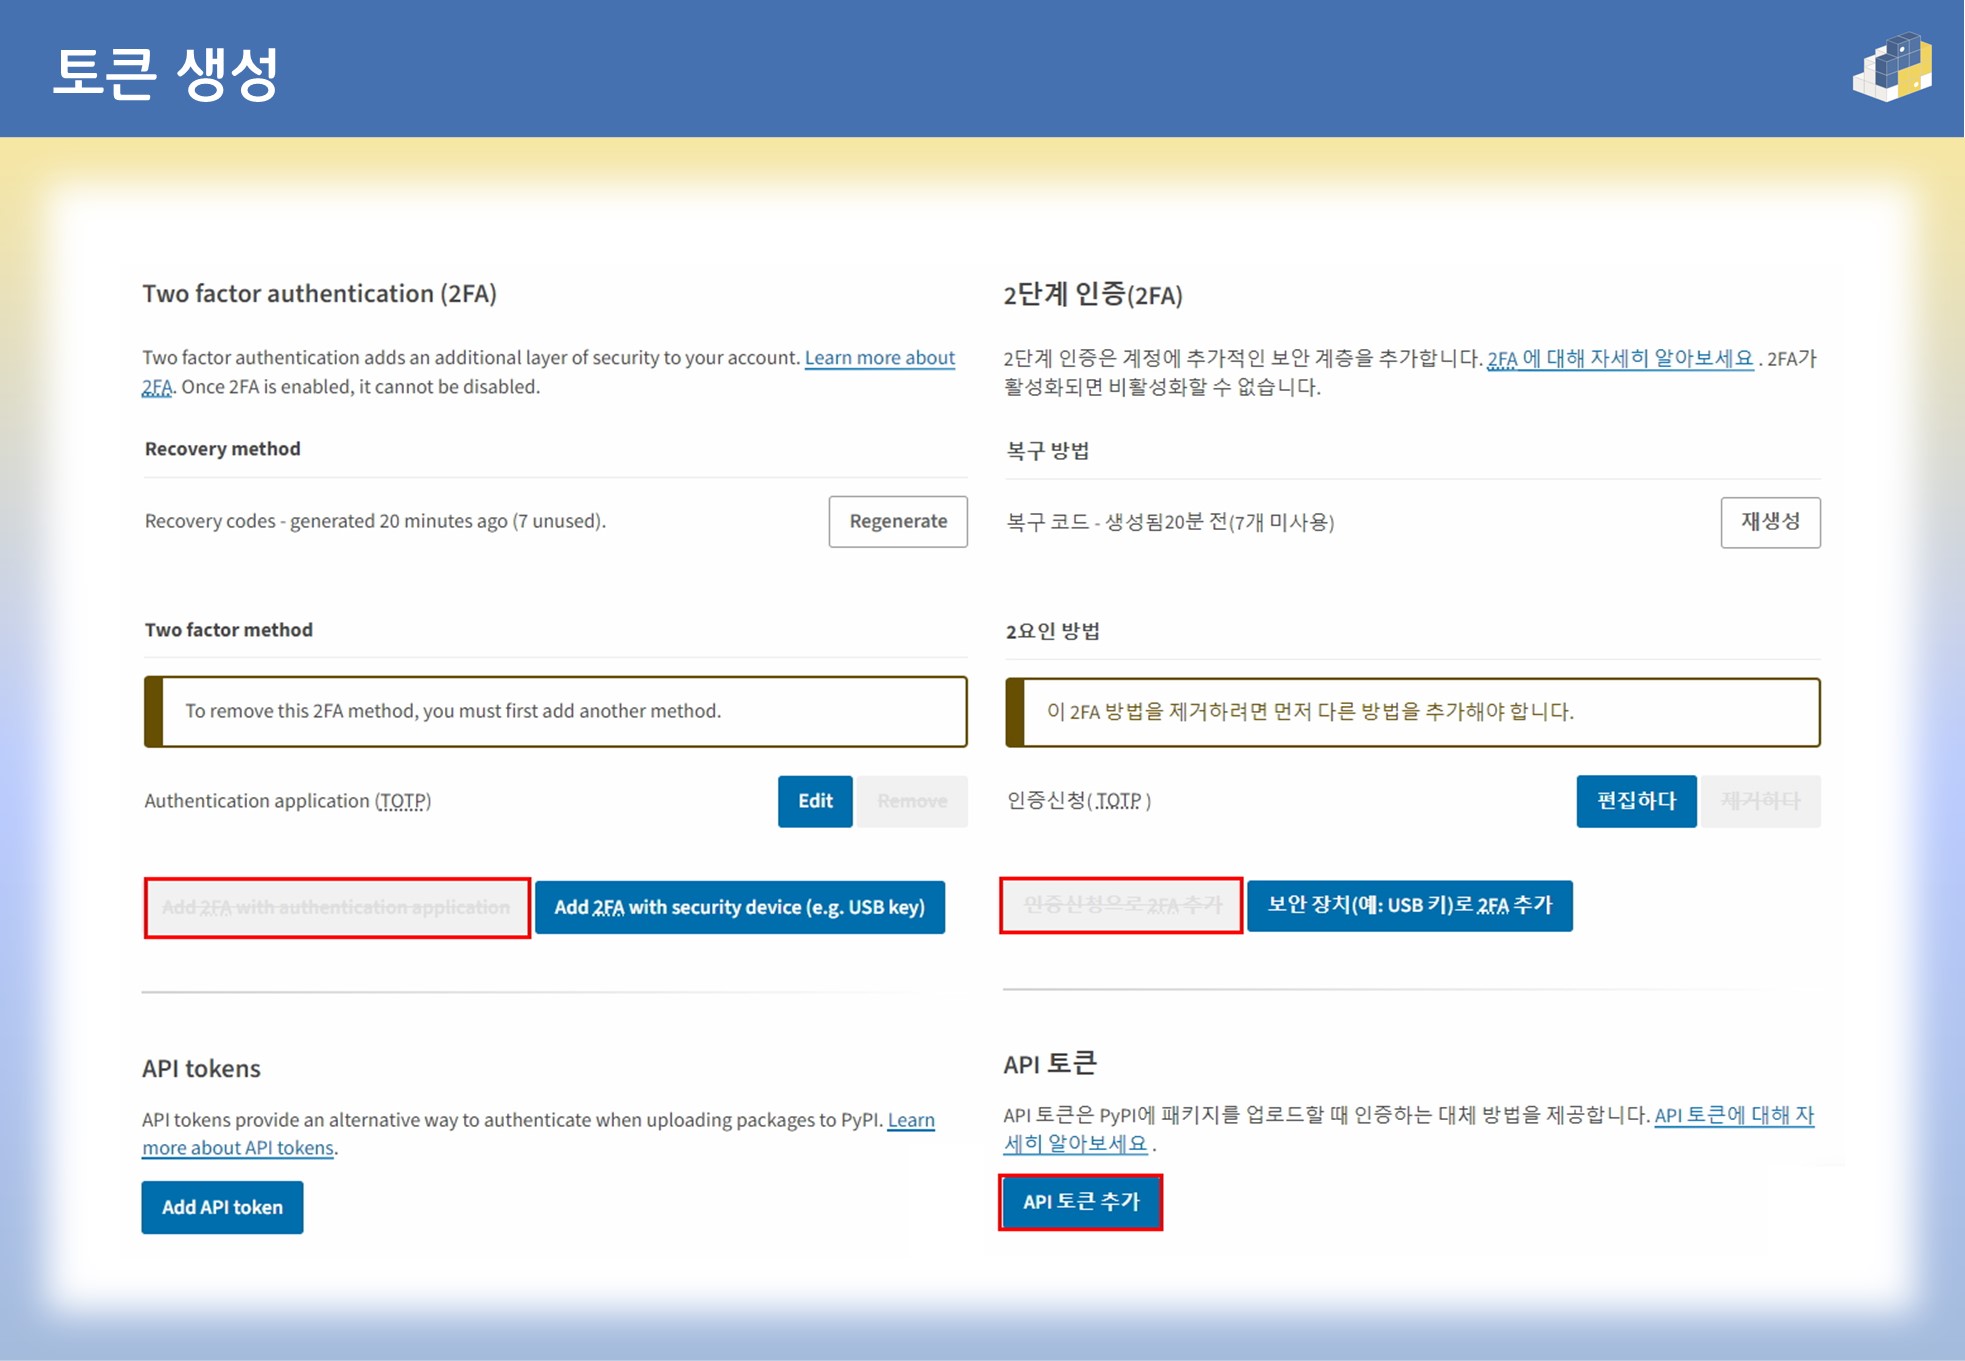 토큰 생성
Two factor authentication (2FA)
Two factor authentication adds an additional layer of security to your account. Learn more about
2FA. Once 2FA is enabled, it cannot be disabled.
Recovery method
Recovery codes - generated 20 minutes ago (7 unused).
Regenerate
Two factor method
To remove this 2FA method, you must first add another method.
Authentication application (TOTP)
Edit
Remove
Add 2FA with authentication application
Add 2FA with security device (e.g. USB key)
API tokens
API tokens provide an alternative way to authenticate when uploading packages to PyPI. Learn
more about API tokens.
Add API token
2단계 인증(2FA)
2단계 인증은 계정에 추가적인 보안 계층을 추가합니다. 2FA 에 대해 자세히 알아보세요 . 2FA가
활성화되면 비활성화할 수 없습니다.
복구 방법
복구 코드 - 생성됨20분 전(7개 미사용)
재생성
2요인 방법
이 2FA 방법을 제거하려면 먼저 다른 방법을 추가해야 합니다.
인증신청( TOTP )
편집하다
제거하다
인증신청으로 2FA 추가
보안 장치(예: USB 키)로 2FA 추가
API 토큰
API 토큰은 PyPI에 패키지를 업로드할 때 인증하는 대체 방법을 제공합니다. API 토큰에 대해 자
세히 알아보세요 .
API 토큰 추가